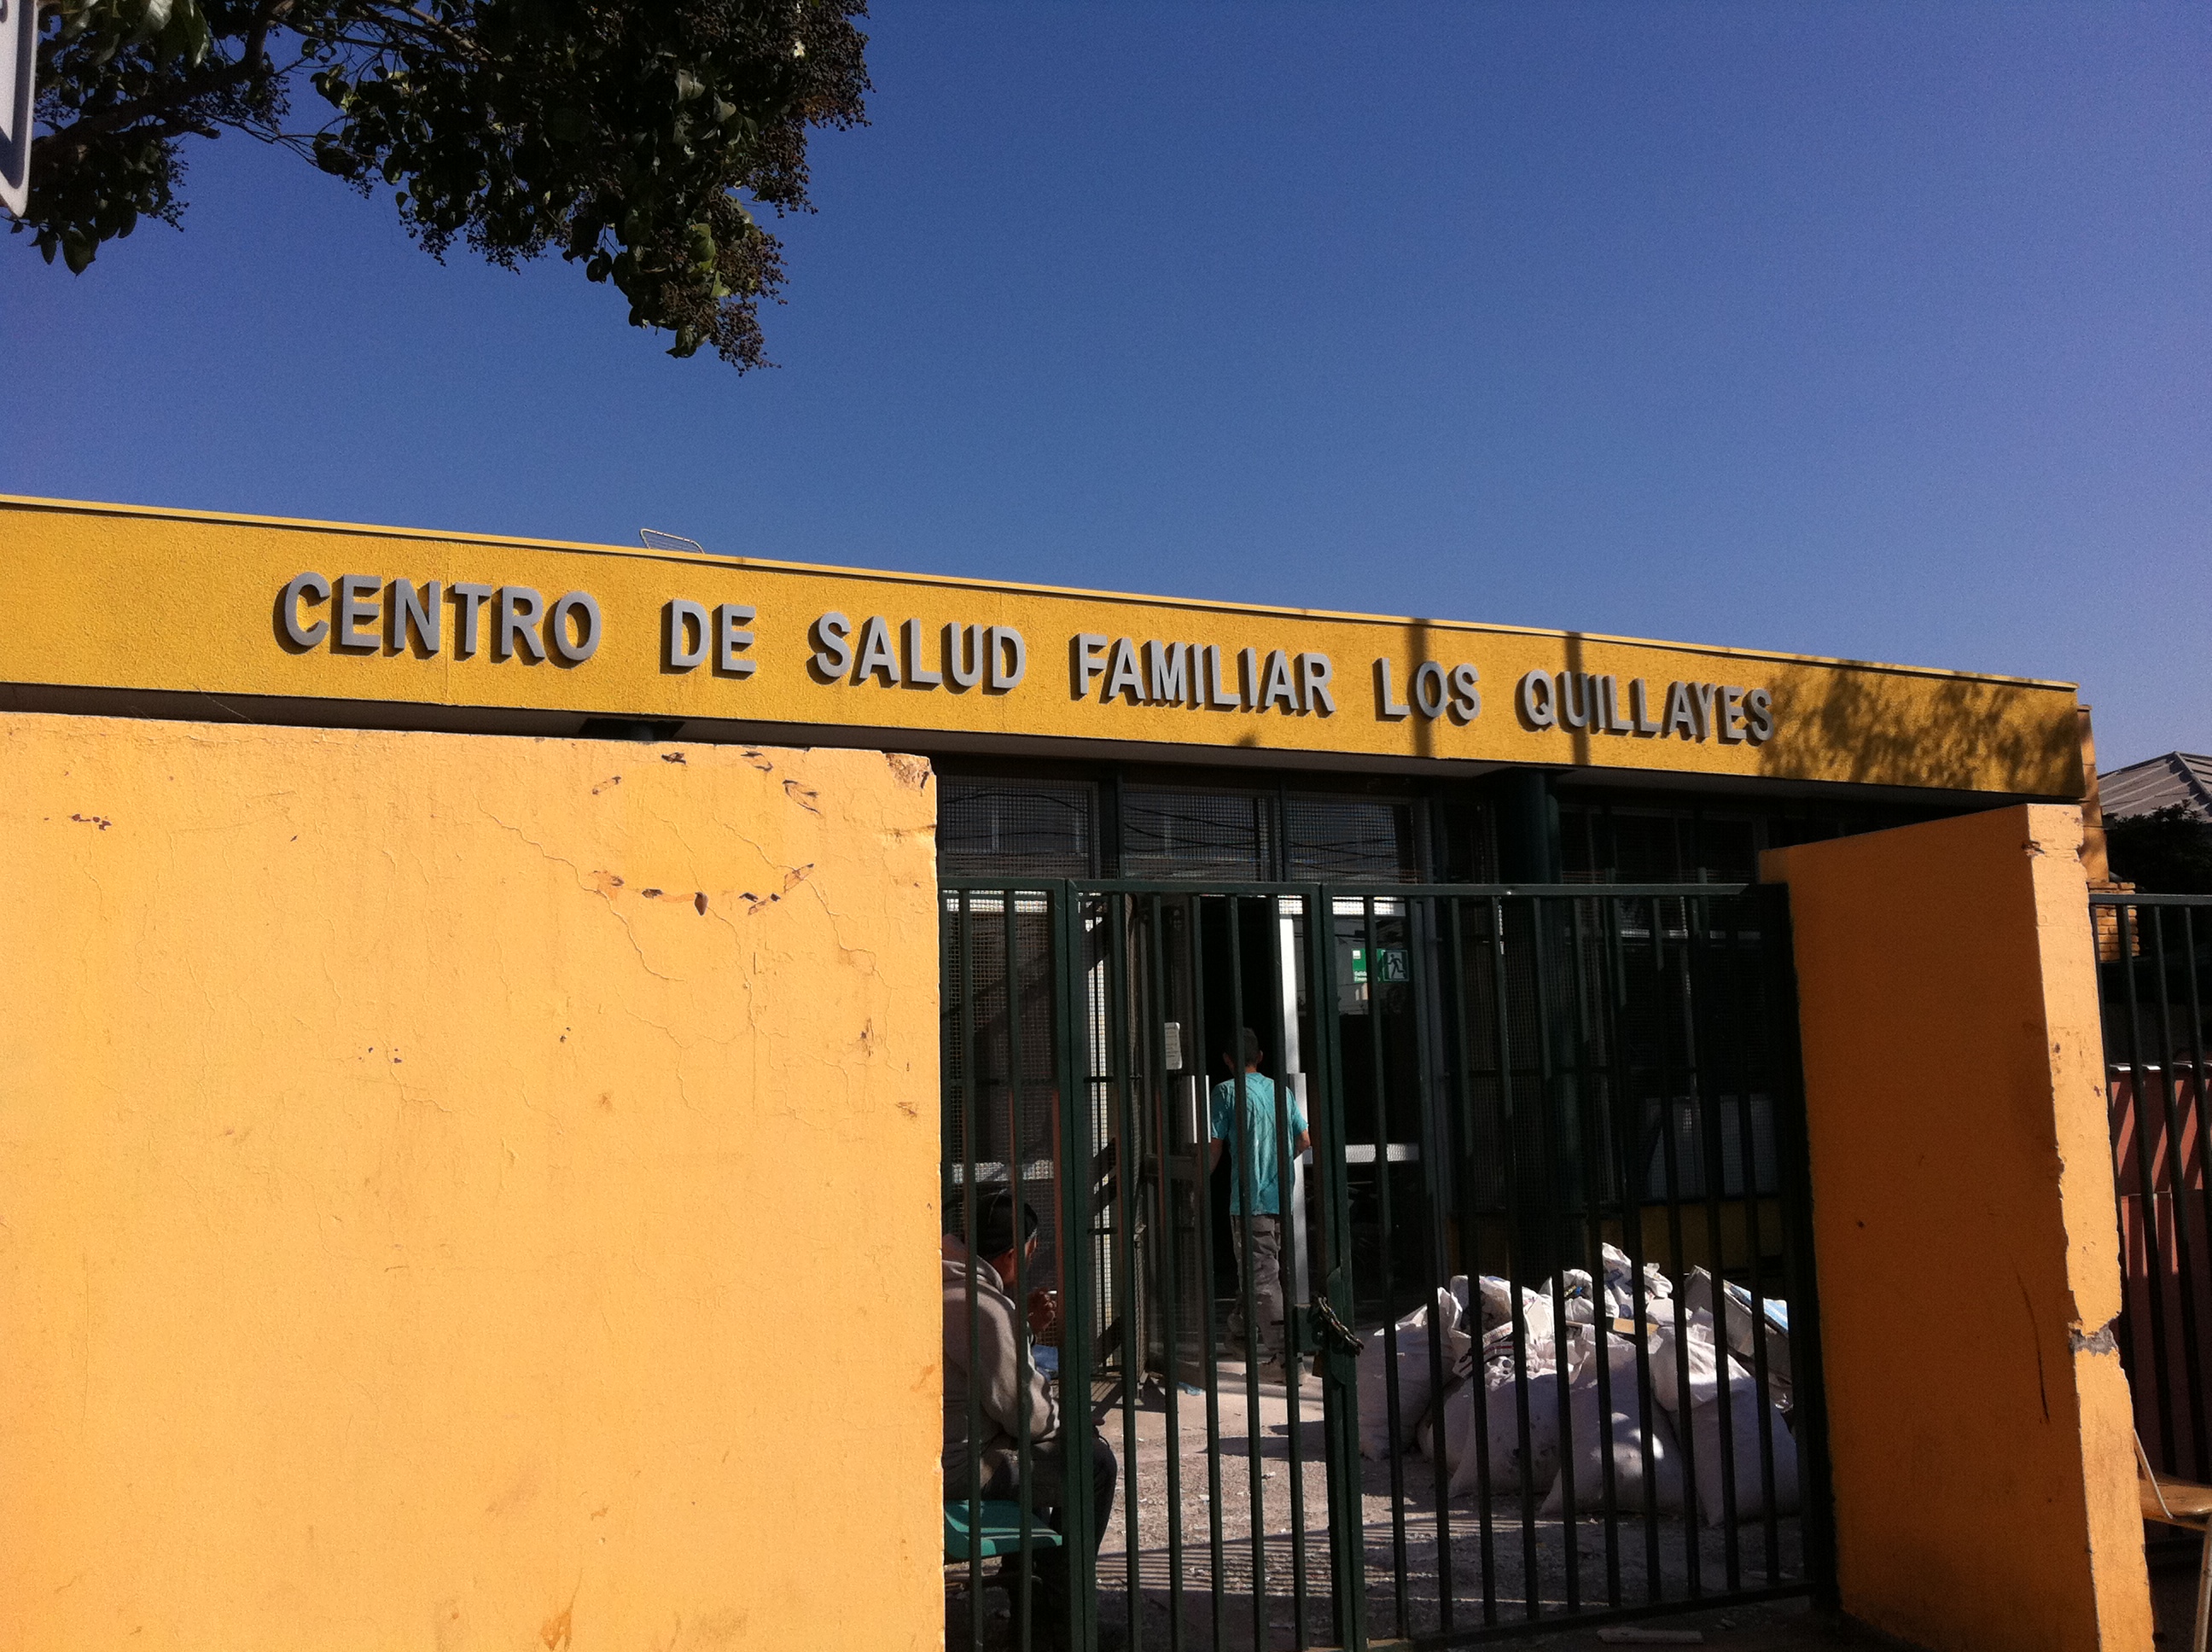 CENTRO DE SALUD FAMILIAR LOS QUILLAYES